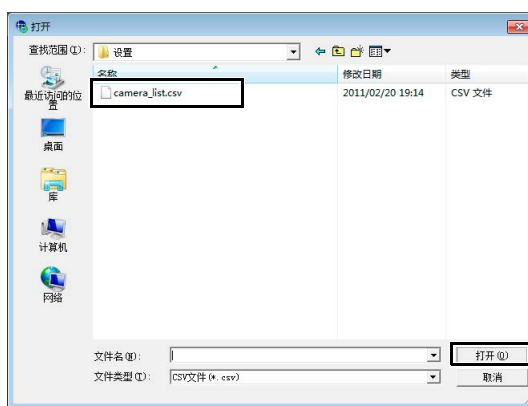 打开
查找范围(I): 设置
名称 修改日期 类型
camera_list.csv 2011/02/20 19:14 CSV 文件
最近访问的位置
桌面
库
计算机
网络
文件名(N): 打开(O)
文件类型(T): CSV文件(*.csv) 取消